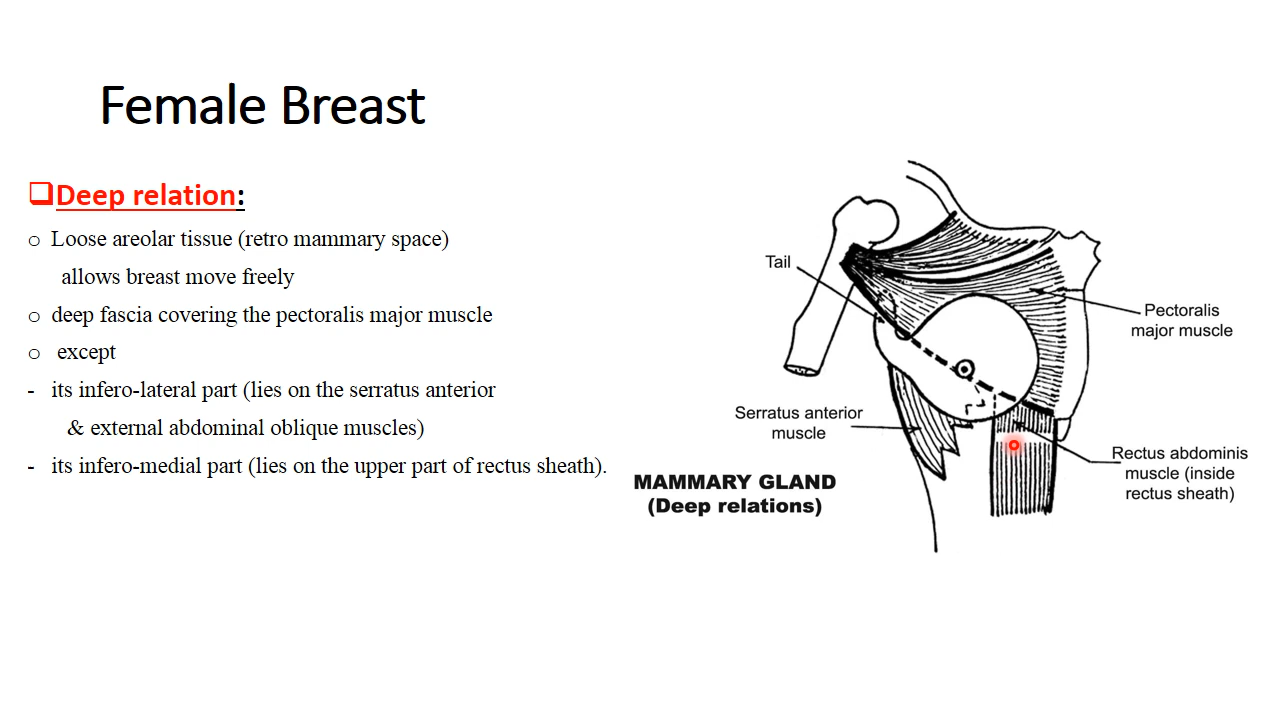 Female Breast
Deep relation:
o Loose areolar tissue (retro mammary space)
allows breast move freely
o deep fascia covering the pectoralis major muscle
o except
- its infero-lateral part (lies on the serratus anterior
& external abdominal oblique muscles)
- its infero-medial part (lies on the upper part of rectus sheath).
Tail
Pectoralis
major muscle
Serratus anterior
muscle
Rectus abdominis
muscle (inside
rectus sheath)
MAMMARY GLAND
(Deep relations)